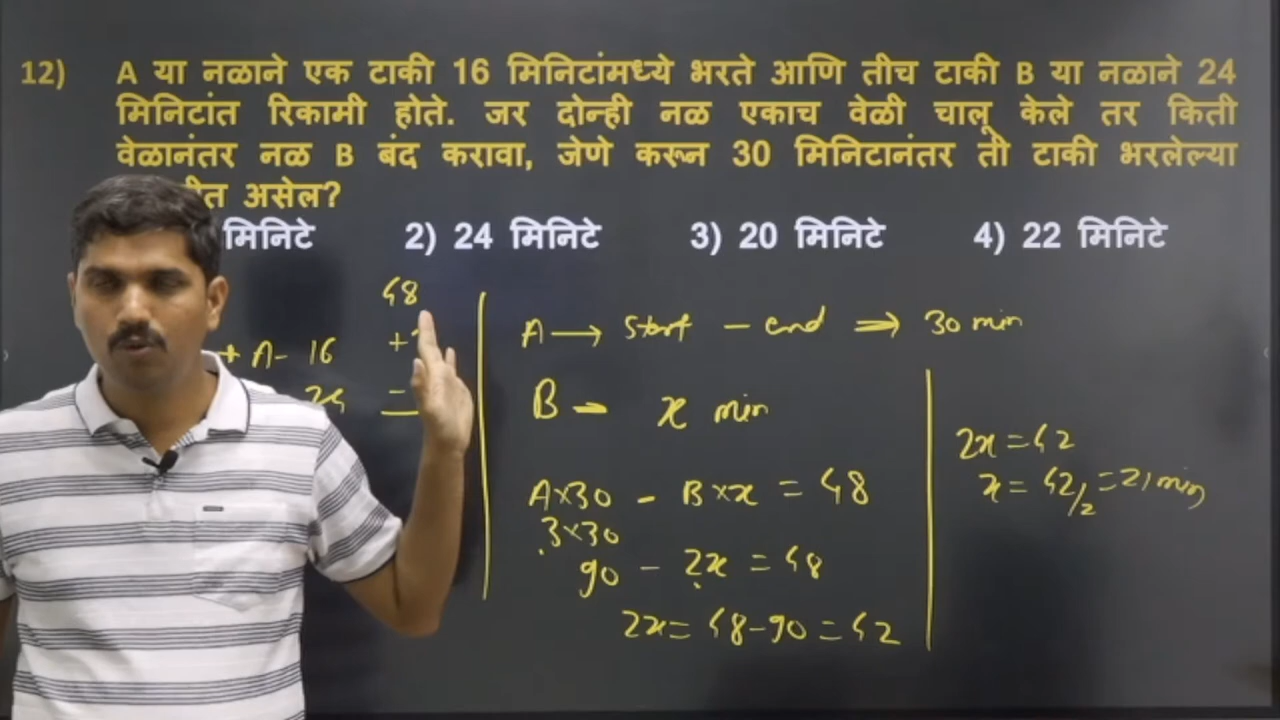 12) A या नळाने एक टाकी 16 मिनिटांमध्ये भरते आणि तीच टाकी B या नळाने 24
मिनिटांत रिकामी होते. जर दोन्ही नळ एकाच वेळी चालू केले तर किती
वेळानंतर नळ B बंद करावा, जेणे करून 30 मिनिटानंतर ती टाकी भरलेल्या
असेल?
मिनिटे 2) 24 मिनिटे 3) 20 मिनिटे 4) 22 मिनिटे
48
+ A- 16
24
A → Start – end → 30 min
B – x min
A×30 - B×x = 48
3×30
90 - 2x = 48
2x = 48-90 = 42
2x = 42
x = 42/2 = 21 min